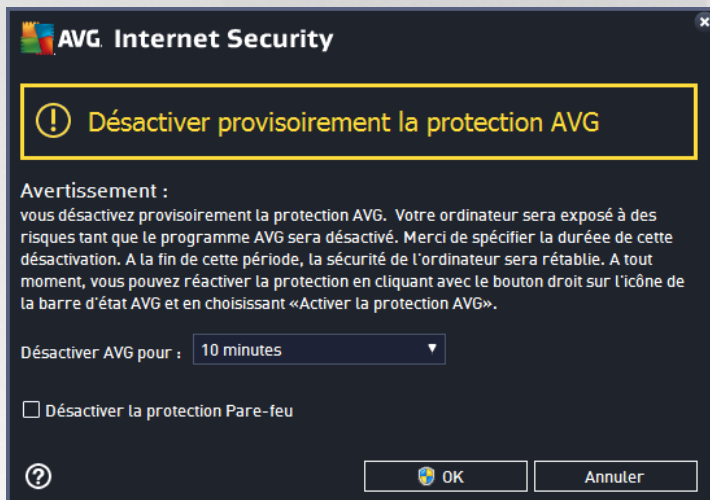 AVG. Internet Security
Désactiver provisoirement la protection AVG
Avertissement :
vous désactivez provisoirement la protection AVG. Votre ordinateur sera exposé à des
risques tant que le programme AVG sera désactivé. Merci de spécifier la duréee de cette
désactivation. A la fin de cette période, la sécurité de l'ordinateur sera rétablie. A tout
moment, vous pouvez réactiver la protection en cliquant avec le bouton droit sur l'icône de
la barre d'état AVG et en choisissant «Activer la protection AVG».
Désactiver AVG pour : 10 minutes
Désactiver la protection Pare-feu
OK Annuler